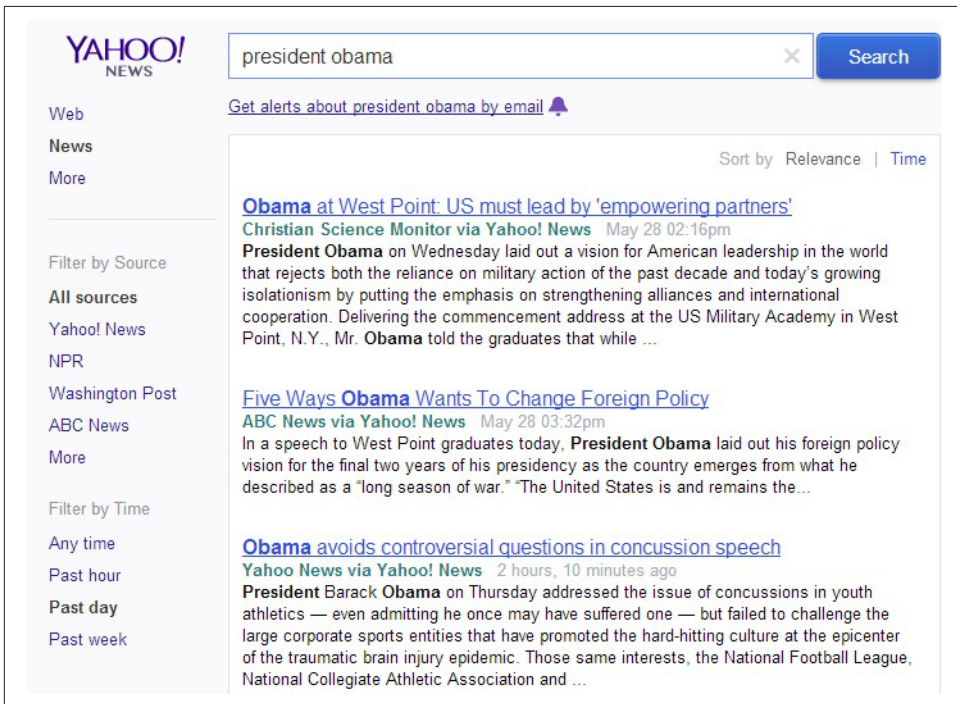 YAHOO!
NEWS
president obama
×
Search
Get alerts about president obama by email
Web
News
More
Filter by Source
All sources
Yahoo! News
NPR
Washington Post
ABC News
More
Filter by Time
Any time
Past hour
Past day
Past week
Sort by Relevance | Time
Obama at West Point: US must lead by 'empowering partners'
Christian Science Monitor via Yahoo! News May 28 02:16pm
President Obama on Wednesday laid out a vision for American leadership in the world
that rejects both the reliance on military action of the past decade and today’s growing
isolationism by putting the emphasis on strengthening alliances and international
cooperation. Delivering the commencement address at the US Military Academy in West
Point, N.Y., Mr. Obama told the graduates that while ...
Five Ways Obama Wants To Change Foreign Policy
ABC News via Yahoo! News May 28 03:32pm
In a speech to West Point graduates today, President Obama laid out his foreign policy
vision for the final two years of his presidency as the country emerges from what he
described as a “long season of war.” “The United States is and remains the...
Obama avoids controversial questions in concussion speech
Yahoo News via Yahoo! News 2 hours, 10 minutes ago
President Barack Obama on Thursday addressed the issue of concussions in youth
athletics — even admitting he once may have suffered one — but failed to challenge the
large corporate sports entities that have promoted the hard-hitting culture at the epicenter
of the traumatic brain injury epidemic. Those same interests, the National Football League,
National Collegiate Athletic Association and ...